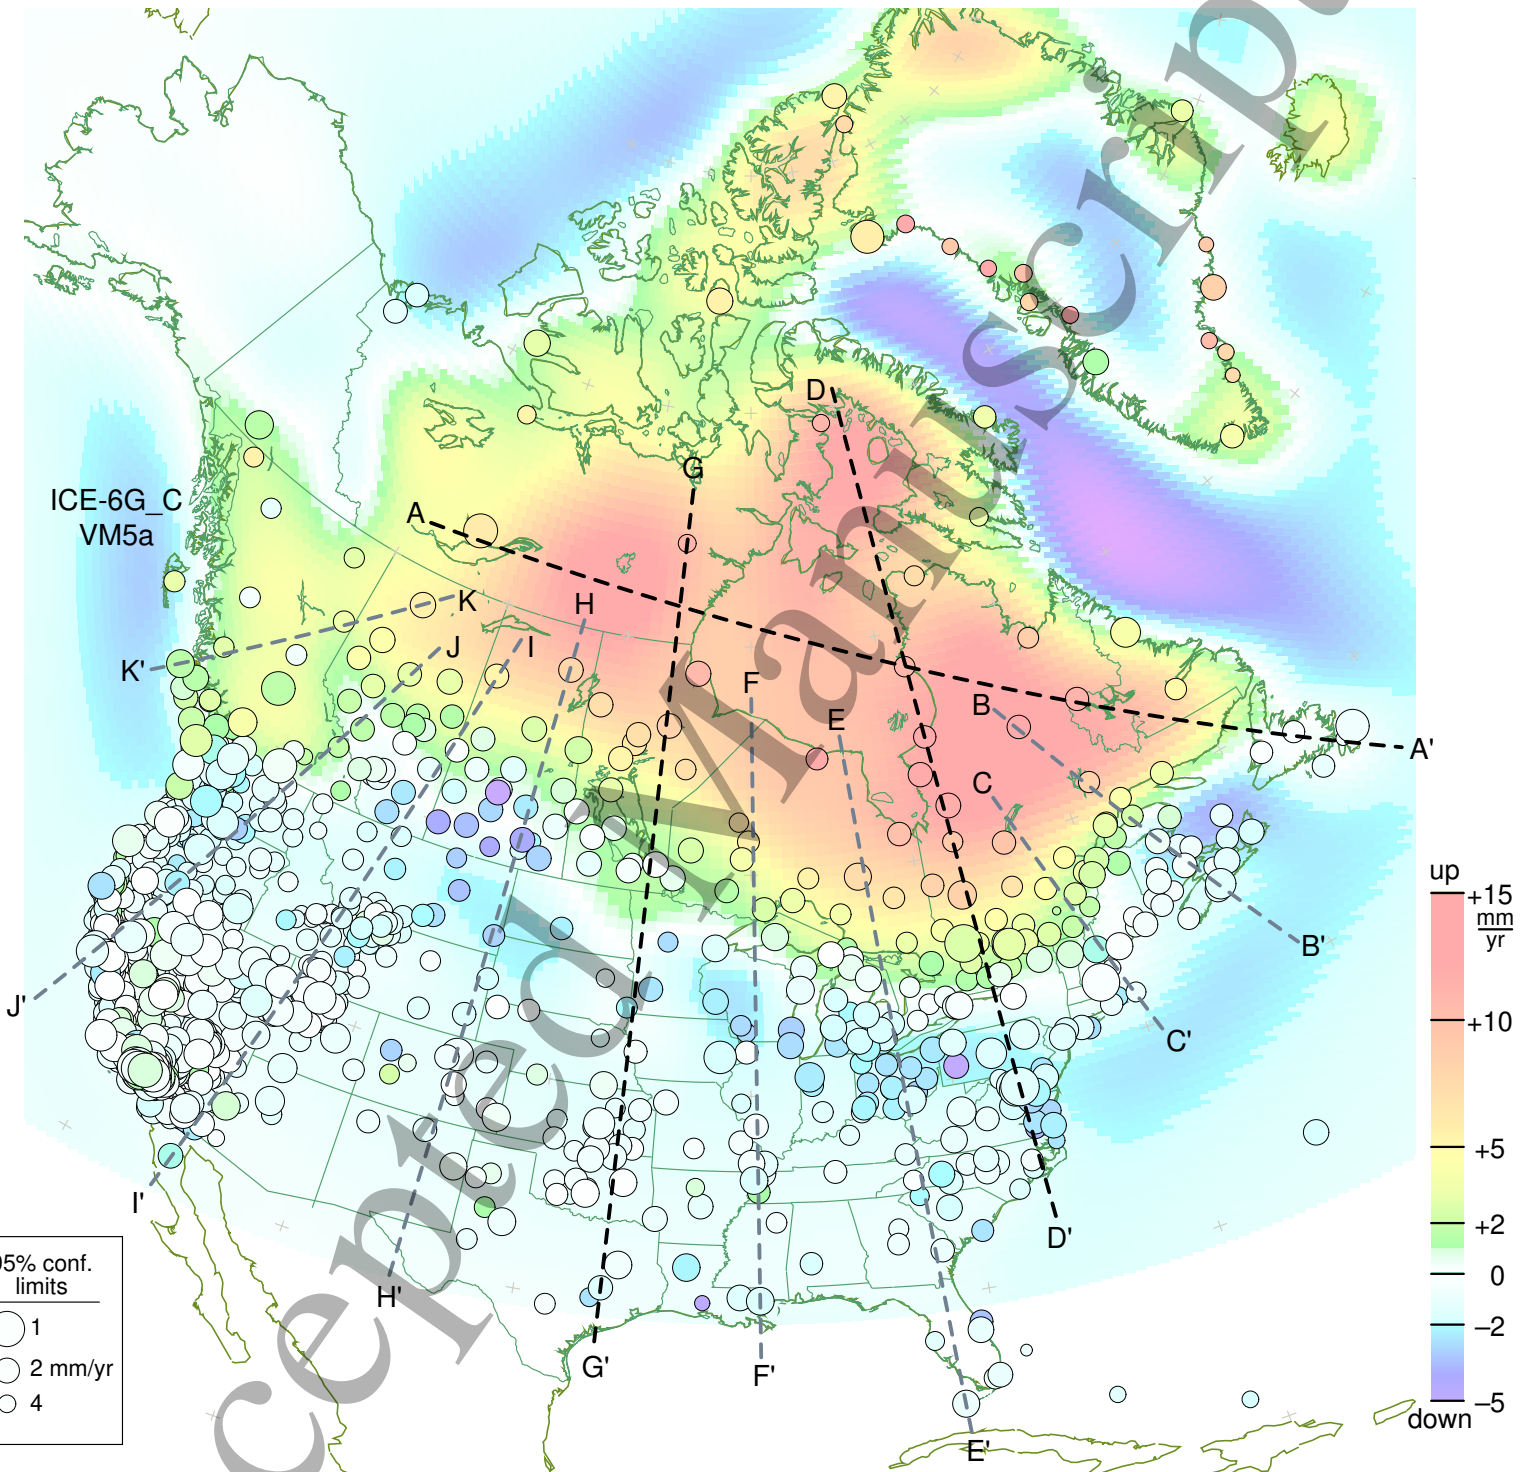 D
G
ICE-6G_C
VM5a
A
K
H
J
I
K'
F
B
E
A'
C
up
+15
mm
yr
B'
J'
+10
C'
+5
I'
+2
D'
95% conf.
limits
0
H'
1
−2
2 mm/yr
G'
F'
4
−5
down
E'
ccepted Manuscrip